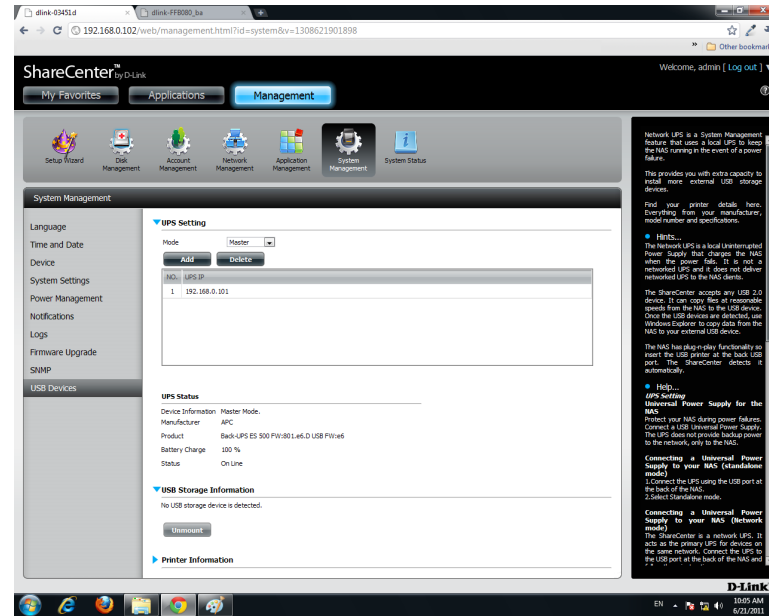 dlink-03451d
dlink-FFB080_ba
192.168.0.102/web/management.html?id=system&v=1308621901898
»
Other bookmar
ShareCenter™ by D-Link
Welcome, admin [ Log out ]
My Favorites
Applications
Management
Setup Wizard
Disk Management
Account Management
Network Management
Application Management
System Management
System Status
System Management
Language
Time and Date
Device
System Settings
Power Management
Notifications
Logs
Firmware Upgrade
SNMP
USB Devices
UPS Setting
Mode Master
Add Delete
NO. UPS IP
1 192.168.0.101
UPS Status
Device Information Master Mode.
Manufacturer APC
Product Back-UPS ES 500 FW:801.e6.D USB FW:e6
Battery Charge 100 %
Status On Line
USB Storage Information
No USB storage device is detected.
Unmount
Printer Information
Network UPS is a System Management
feature that uses a local UPS to keep
the NAS running in the event of a power
failure.
This provides you with extra capacity to
install more external USB storage
devices.
Find your printer details here.
Everything from your manufacturer,
model number and specifications.
Hints...
The Network UPS is a local Uninterrupted
Power Supply that charges the NAS
when the power fails. It is not a
networked UPS and it does not deliver
networked UPS to the NAS clients.
The ShareCenter accepts any USB 2.0
device. It can copy files at reasonable
speeds from the NAS to the USB device.
Once the USB devices are detected, use
Windows Explorer to copy data from the
NAS to your external USB device.
The NAS has plug-n-play functionality so
insert the USB printer at the back USB
port. The ShareCenter detects it
automatically.
Help...
UPS Setting
Universal Power Supply for the
NAS
Protect your NAS during power failures.
Connect a USB Universal Power Supply.
The UPS does not provide backup power
to the network, only to the NAS.
Connecting a Universal Power
Supply to your NAS (standalone
mode)
1.Connect the UPS using the USB port at
the back of the NAS.
2.Select Standalone mode.
Connecting a Universal Power
Supply to your NAS (Network
mode)
The ShareCenter is a network UPS. It
acts as the primary UPS for devices on
the same network. Connect the UPS to
the USB port at the back of the NAS and
D-Link
EN
10:05 AM
6/21/2011